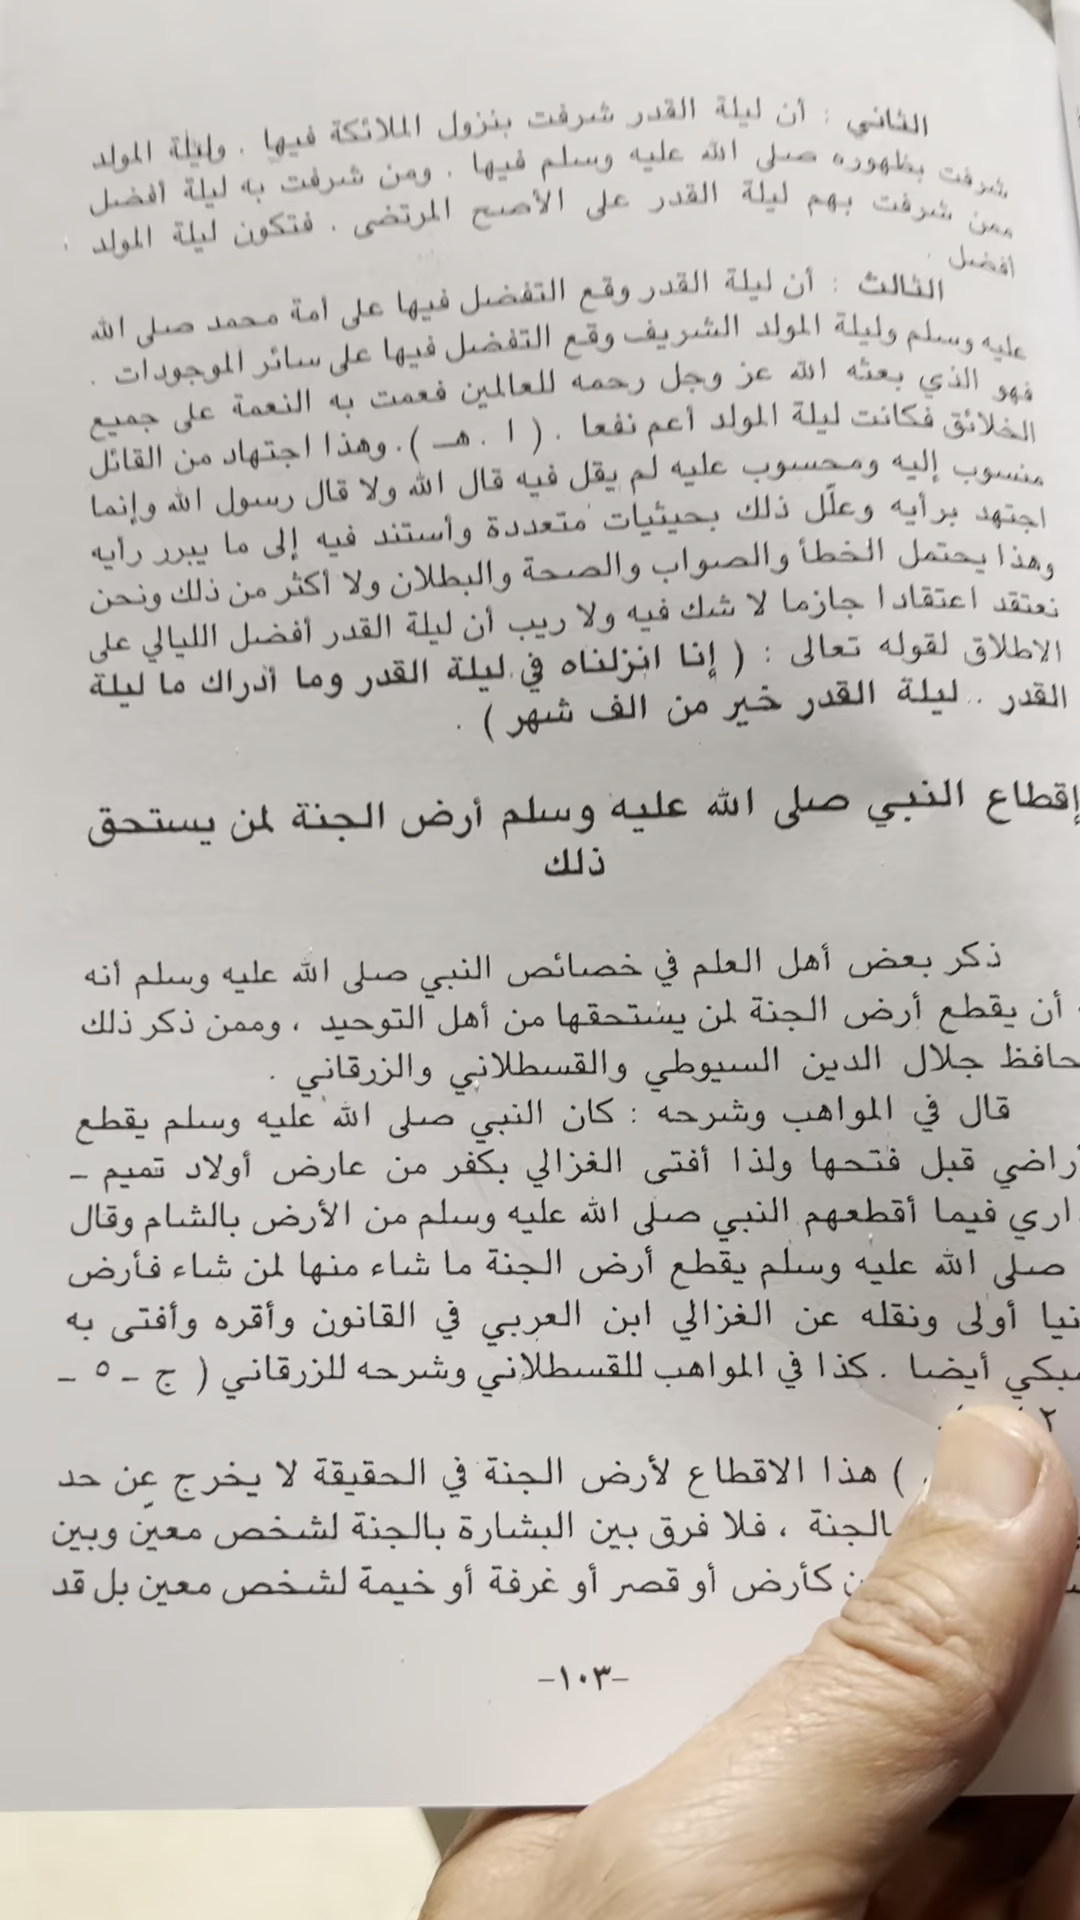 الثاني : أن ليلة القدر شرفت بنزول الملائكة فيها . وليلة المولد
شرفت بظهوره صلى الله عليه وسلم فيها . ومن شرفت به ليلة أفضل
ممن شرفت بهم ليلة القدر على الأصح المرتضى . فتكون ليلة المولد
أفضل .
الثالث : أن ليلة القدر وقع التفضل فيها على أمة محمد صلى الله
عليه وسلم وليلة المولد الشريف وقع التفضل فيها على سائر الموجودات .
فهو الذي بعثه الله عز وجل رحمه للعالمين فعمت به النعمة على جميع
الخلائق فكانت ليلة المولد أعم نفعا . ( ا . هـ ). وهذا اجتهاد من القائل
منسوب إليه ومحسوب عليه لم يقل فيه قال الله ولا قال رسول الله وإنما
اجتهد برأيه وعلّل ذلك بحيثيات متعددة وأستند فيه إلى ما يبرر رأيه
وهذا يحتمل الخطأ والصواب والصحة والبطلان ولا أكثر من ذلك ونحن
نعتقد اعتقادا جازما لا شك فيه ولا ريب أن ليلة القدر أفضل الليالي على
الاطلاق لقوله تعالى : ( إنا انزلناه في ليلة القدر وما أدراك ما ليلة
القدر .. ليلة القدر خير من الف شهر ) .
إقطاع النبي صلى الله عليه وسلم أرض الجنة لمن يستحق
ذلك
ذكر بعض أهل العلم في خصائص النبي صلى الله عليه وسلم أنه
أن يقطع أرض الجنة لمن يستحقها من أهل التوحيد ، وممن ذكر ذلك
حافظ جلال الدين السيوطي والقسطلاني والزرقاني .
قال في المواهب وشرحه : كان النبي صلى الله عليه وسلم يقطع
راضي قبل فتحها ولذا أفتى الغزالي بكفر من عارض أولاد تميم ـ
اري فيما أقطعهم النبي صلى الله عليه وسلم من الأرض بالشام وقال
صلى الله عليه وسلم يقطع أرض الجنة ما شاء منها لمن شاء فأرض
نيا أولى ونقله عن الغزالي ابن العربي في القانون وأقره وأفتى به
بكي أيضا . كذا في المواهب للقسطلاني وشرحه للزرقاني ( ج ـ ٥ ـ
٢
) هذا الاقطاع لأرض الجنة في الحقيقة لا يخرج عن حد
بالجنة ، فلا فرق بين البشارة بالجنة لشخص معين وبين
كأرض أو قصر أو غرفة أو خيمة لشخص معين بل قد
-١٠٣-